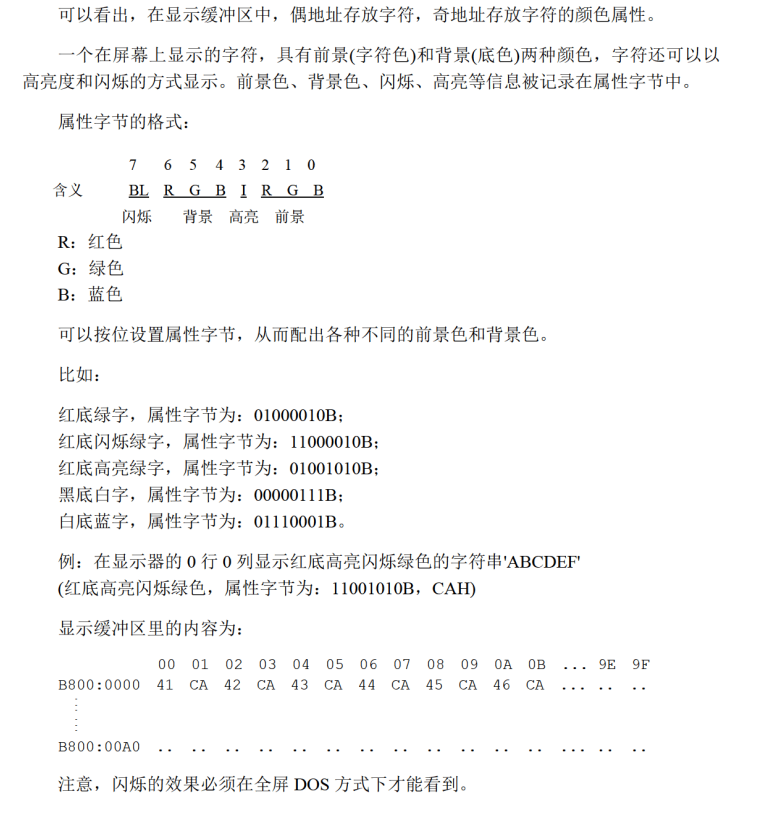 可以看出，在显示缓冲区中，偶地址存放字符，奇地址存放字符的颜色属性。
一个在屏幕上显示的字符，具有前景(字符色)和背景(底色)两种颜色，字符还可以以
高亮度和闪烁的方式显示。前景色、背景色、闪烁、高亮等信息被记录在属性字节中。
属性字节的格式：
7 6 5 4 3 2 1 0
含义 BL R G B I R G B
闪烁 背景 高亮 前景
R：红色
G：绿色
B：蓝色
可以按位设置属性字节，从而配出各种不同的前景色和背景色。
比如：
红底绿字，属性字节为：01000010B；
红底闪烁绿字，属性字节为：11000010B；
红底高亮绿字，属性字节为：01001010B；
黑底白字，属性字节为：00000111B；
白底蓝字，属性字节为：01110001B。
例：在显示器的 0 行 0 列显示红底高亮闪烁绿色的字符串'ABCDEF'
(红底高亮闪烁绿色，属性字节为：11001010B，CAH)
显示缓冲区里的内容为：
00 01 02 03 04 05 06 07 08 09 0A 0B ... 9E 9F
B800:0000 41 CA 42 CA 43 CA 44 CA 45 CA 46 CA ... .. ..
⋮
⋮
B800:00A0 .. .. .. .. .. .. .. .. .. .. .. .. ... .. ..
注意，闪烁的效果必须在全屏 DOS 方式下才能看到。